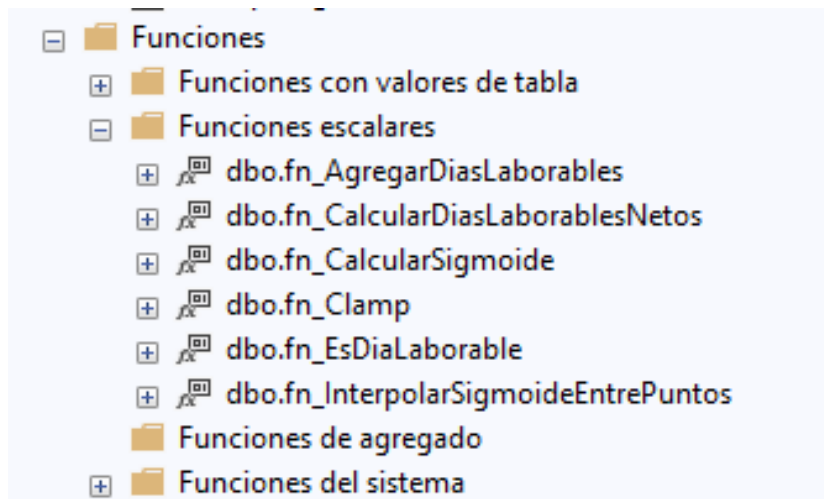 Funciones
Funciones con valores de tabla
Funciones escalares
dbo.fn_AgregarDiasLaborables
dbo.fn_CalcularDiasLaborablesNetos
dbo.fn_CalcularSigmoide
dbo.fn_Clamp
dbo.fn_EsDiaLaborable
dbo.fn_InterpolarSigmoideEntrePuntos
Funciones de agregado
Funciones del sistema